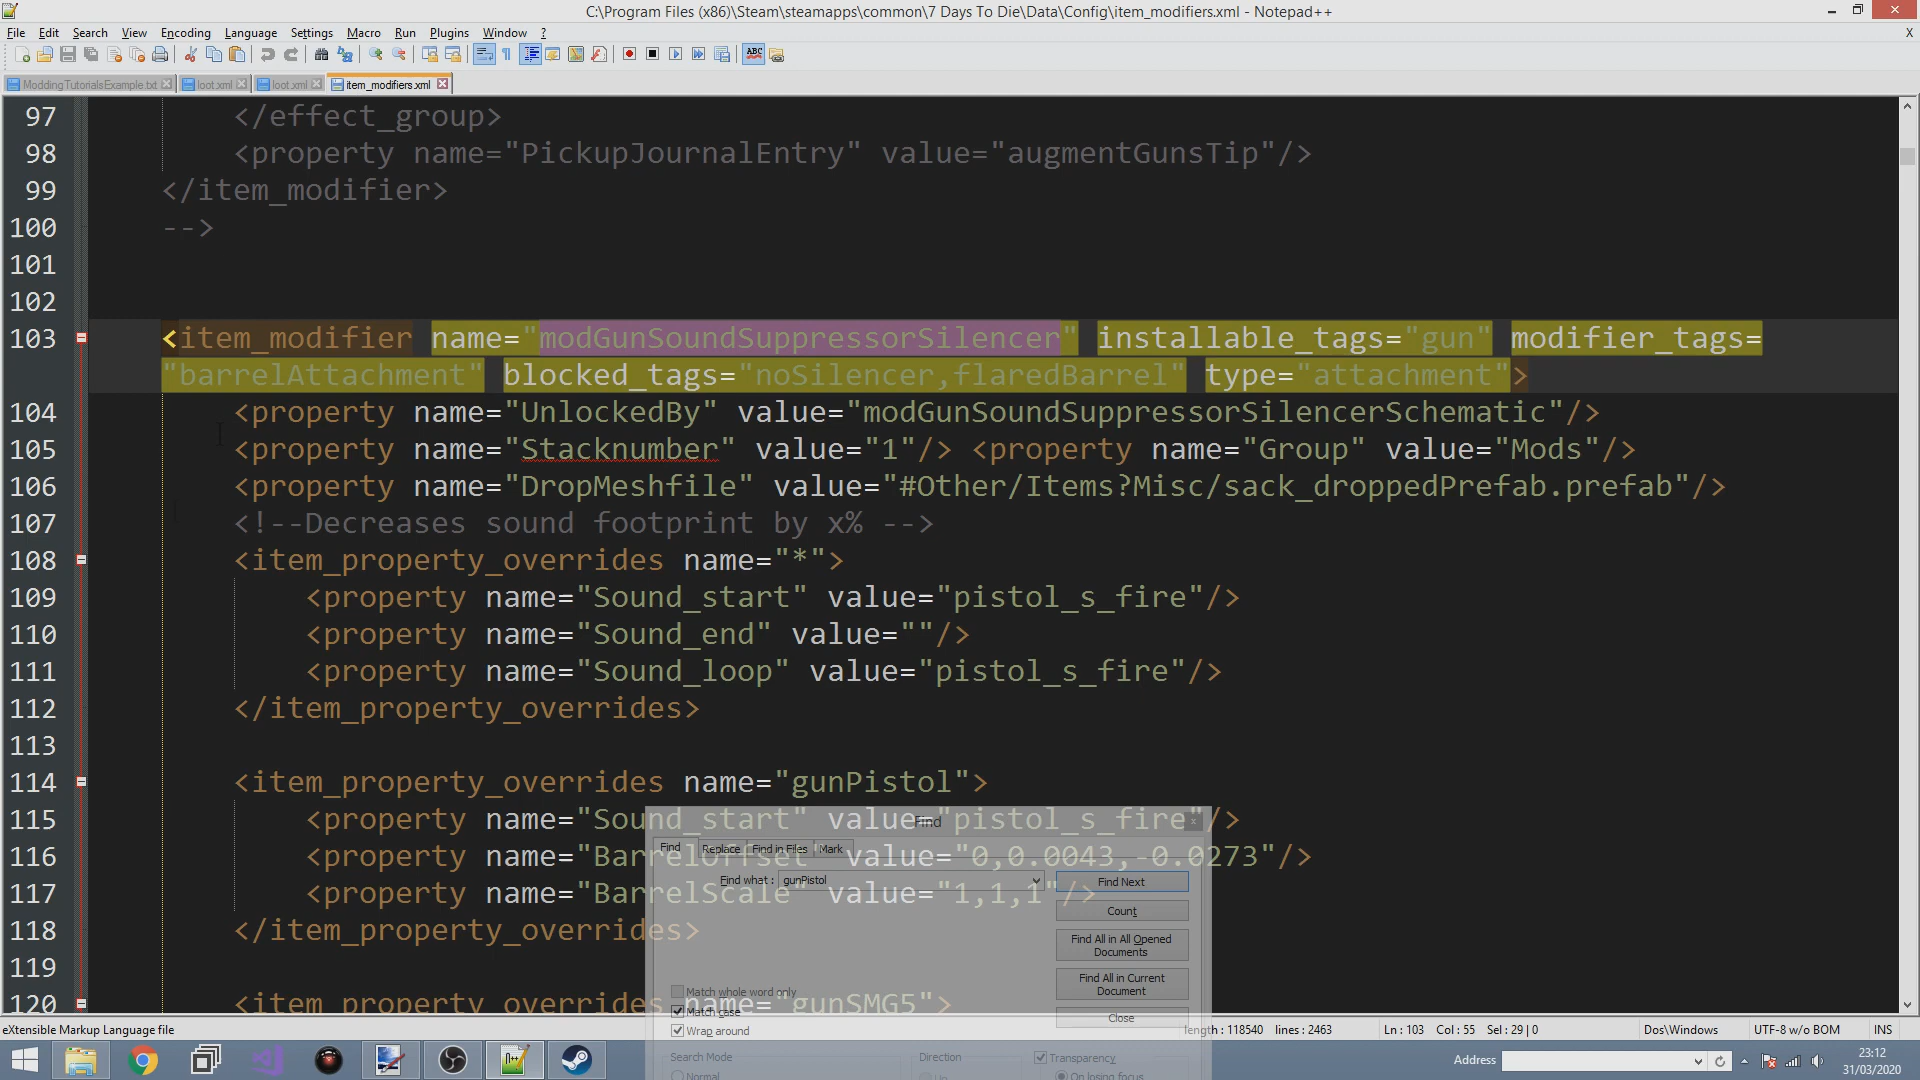 C:\Program Files (x86)\Steam\steamapps\common\7 Days To Die\Data\Config\item_modifiers.xml - Notepad++
File Edit Search View Encoding Language Settings Macro Run Plugins Window ? X
ModdingTutorialsExample.txt loot.xml loot.xml item_modifiers.xml
97 </effect_group>
98 <property name="PickupJournalEntry" value="augmentGunsTip"/>
99 </item_modifier>
100 -->
101
102
103 <item_modifier name="modGunSoundSuppressorSilencer" installable_tags="gun" modifier_tags=
"barrelAttachment" blocked_tags="noSilencer,flaredBarrel" type="attachment">
104 <property name="UnlockedBy" value="modGunSoundSuppressorSilencerSchematic"/>
105 <property name="Stacknumber" value="1"/> <property name="Group" value="Mods"/>
106 <property name="DropMeshfile" value="#Other/Items?Misc/sack_droppedPrefab.prefab"/>
107 <!--Decreases sound footprint by x% -->
108 <item_property_overrides name="*">
109 <property name="Sound_start" value="pistol_s_fire"/>
110 <property name="Sound_end" value=""/>
111 <property name="Sound_loop" value="pistol_s_fire"/>
112 </item_property_overrides>
113
114 <item_property_overrides name="gunPistol">
115 <property name="Sound_start" value="pistol_s_fire"/>
116 <property name="BarrelOffset" value="0,0.0043,-0.0273"/>
117 <property name="BarrelScale" value="1,1,1"/>
118 </item_property_overrides>
119
120 <item_property_overrides name="gunSMG5">
Find
Find Replace Find in Files Mark
Find what : gunPistol
Find Next
Count
Find All in All Opened
Documents
Find All in Current
Document
Close
Match whole word only
Match case
Wrap around
Search Mode
Normal
Direction
Up
Transparency
On losing focus
eXtensible Markup Language file length : 118540 lines : 2463 Ln : 103 Col : 55 Sel : 29 | 0 Dos\Windows UTF-8 w/o BOM INS
Address
23:12
31/03/2020